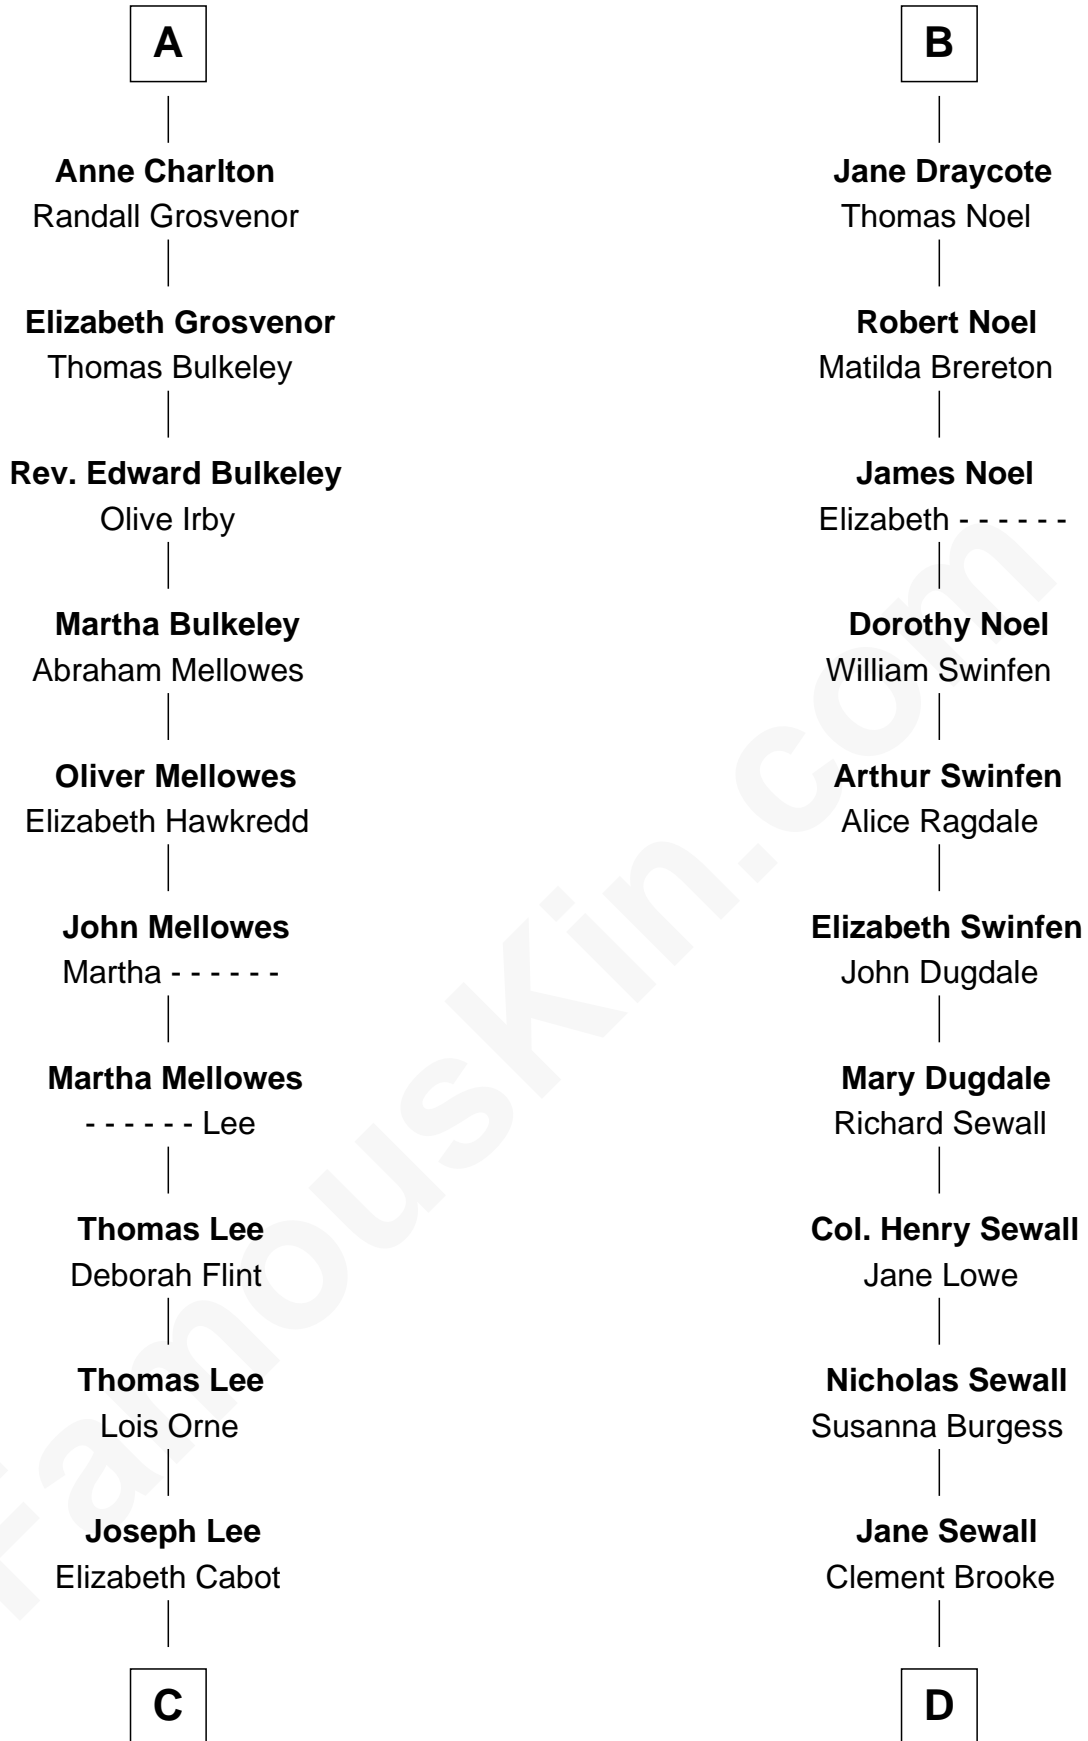 A
Anne Charlton
Randall Grosvenor
Elizabeth Grosvenor
Thomas Bulkeley
Rev. Edward Bulkeley
Olive Irby
Martha Bulkeley
Abraham Mellowes
Oliver Mellowes
Elizabeth Hawkredd
John Mellowes
Martha - - - - - -
Martha Mellowes
- - - - - - Lee
Thomas Lee
Deborah Flint
Thomas Lee
Lois Orne
Joseph Lee
Elizabeth Cabot
C
B
Jane Draycote
Thomas Noel
Robert Noel
Matilda Brereton
James Noel
Elizabeth - - - - - -
Dorothy Noel
William Swinfen
Arthur Swinfen
Alice Ragdale
Elizabeth Swinfen
John Dugdale
Mary Dugdale
Richard Sewall
Col. Henry Sewall
Jane Lowe
Nicholas Sewall
Susanna Burgess
Jane Sewall
Clement Brooke
D
FamousKin.com